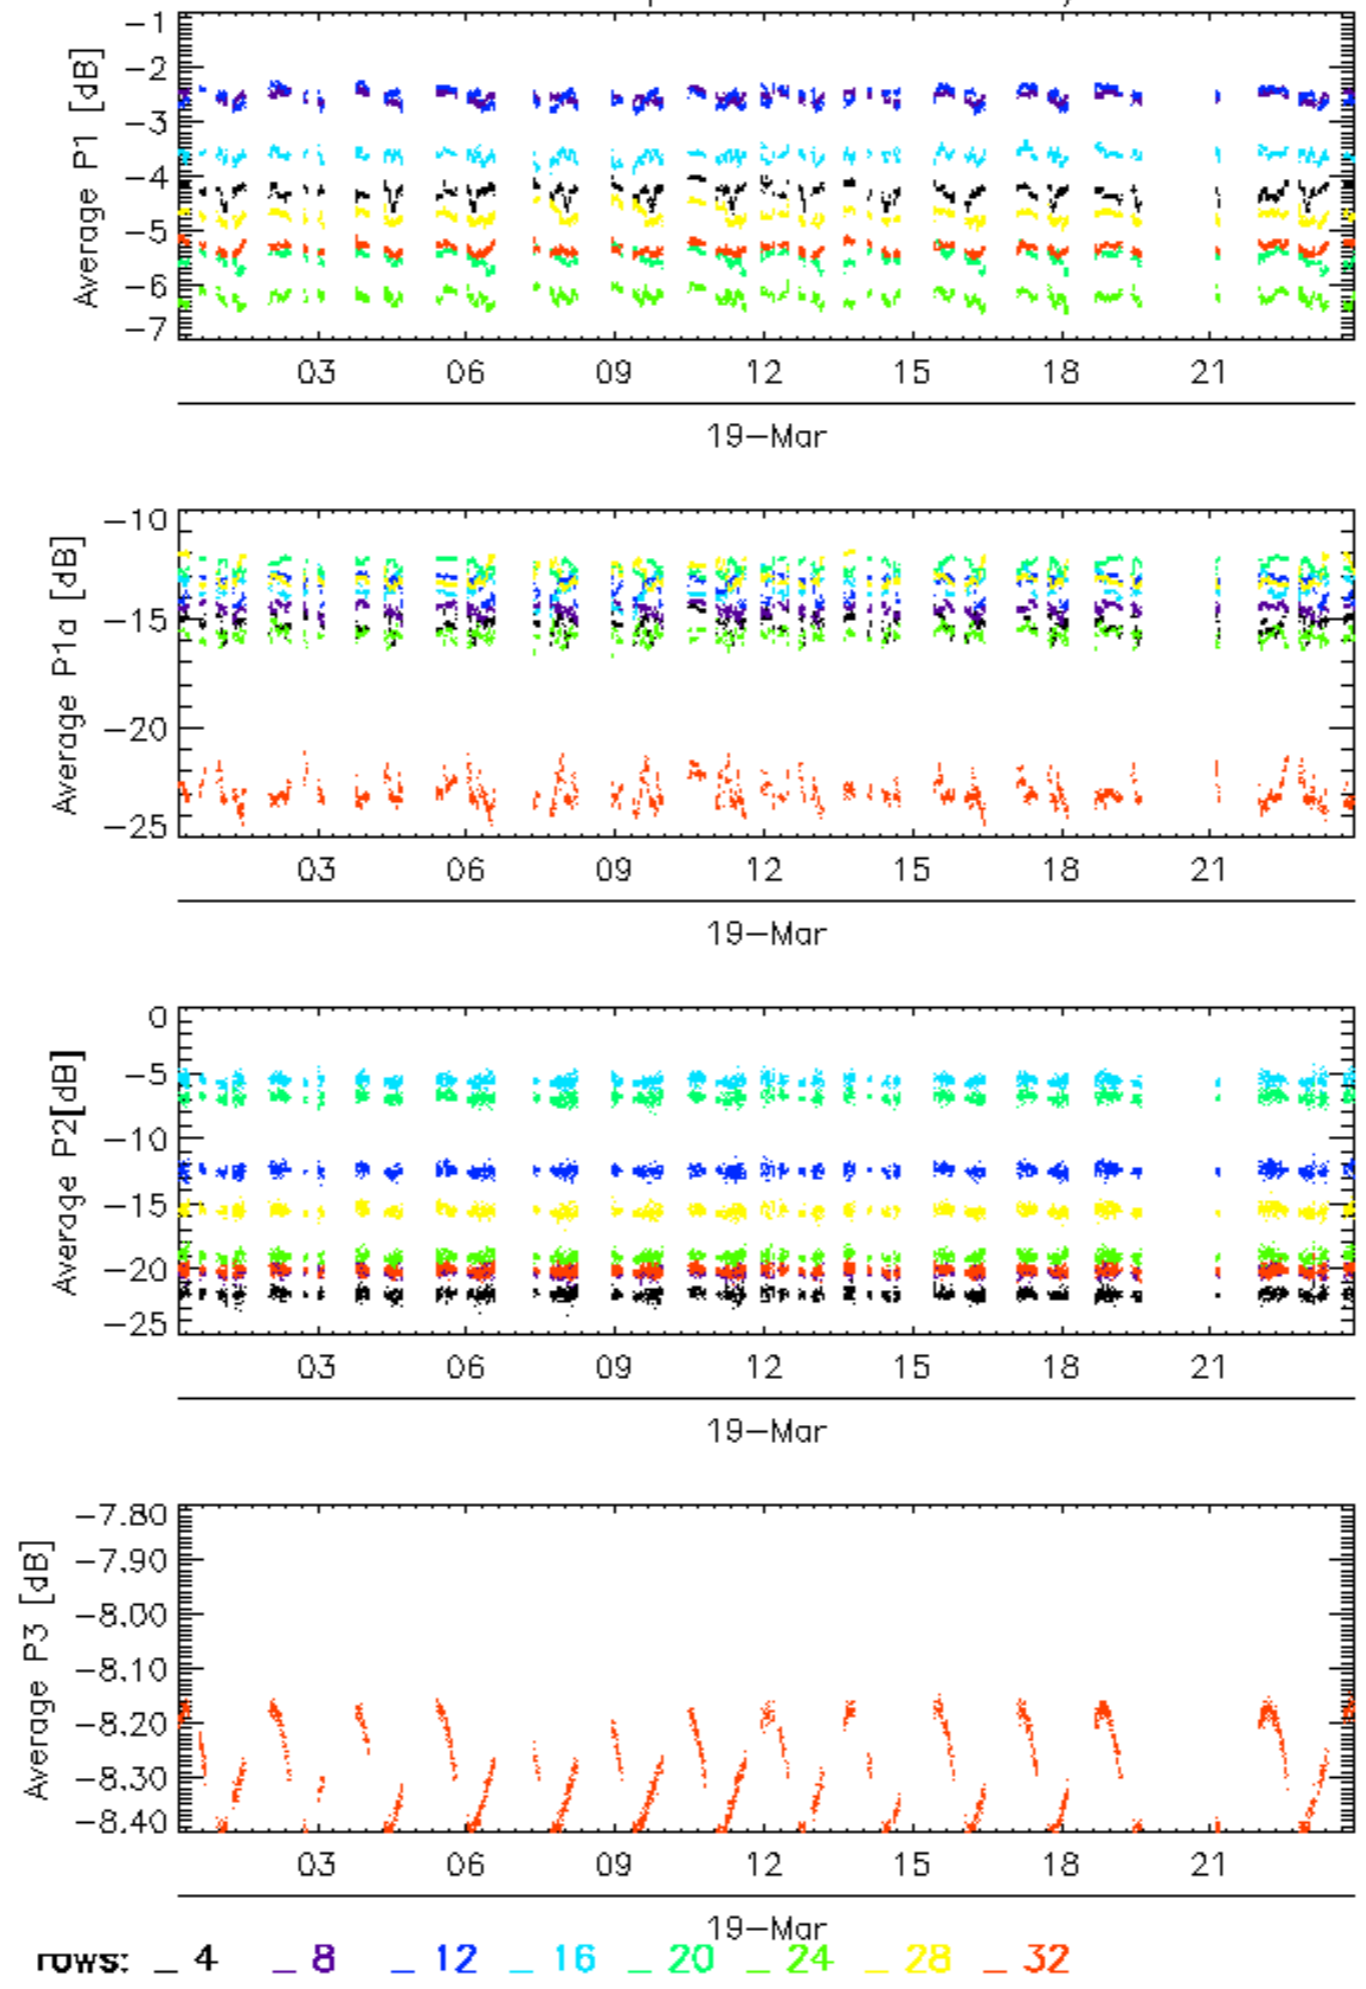 Average P1 [dB]
−1
−2
−3
−4
−5
−6
−7
03 06 09 12 15 18 21
19−Mar
Average P1a [dB]
−10
−15
−20
−25
03 06 09 12 15 18 21
19−Mar
Average P2[dB]
0
−5
−10
−15
−20
−25
03 06 09 12 15 18 21
19−Mar
Average P3 [dB]
−7.80
−7.90
−8.00
−8.10
−8.20
−8.30
−8.40
03 06 09 12 15 18 21
19−Mar
rows: _ 4 _ 8 _ 12 _ 16 _ 20 _ 24 _ 28 _ 32